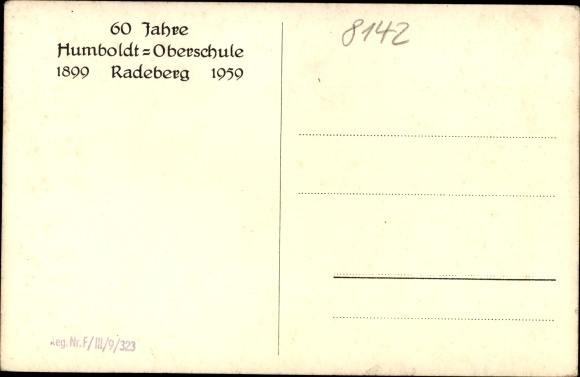 60 Jahre
Humboldt=Oberschule
1899 Radeberg 1959
8142
Reg. Nr. F/III/9/323